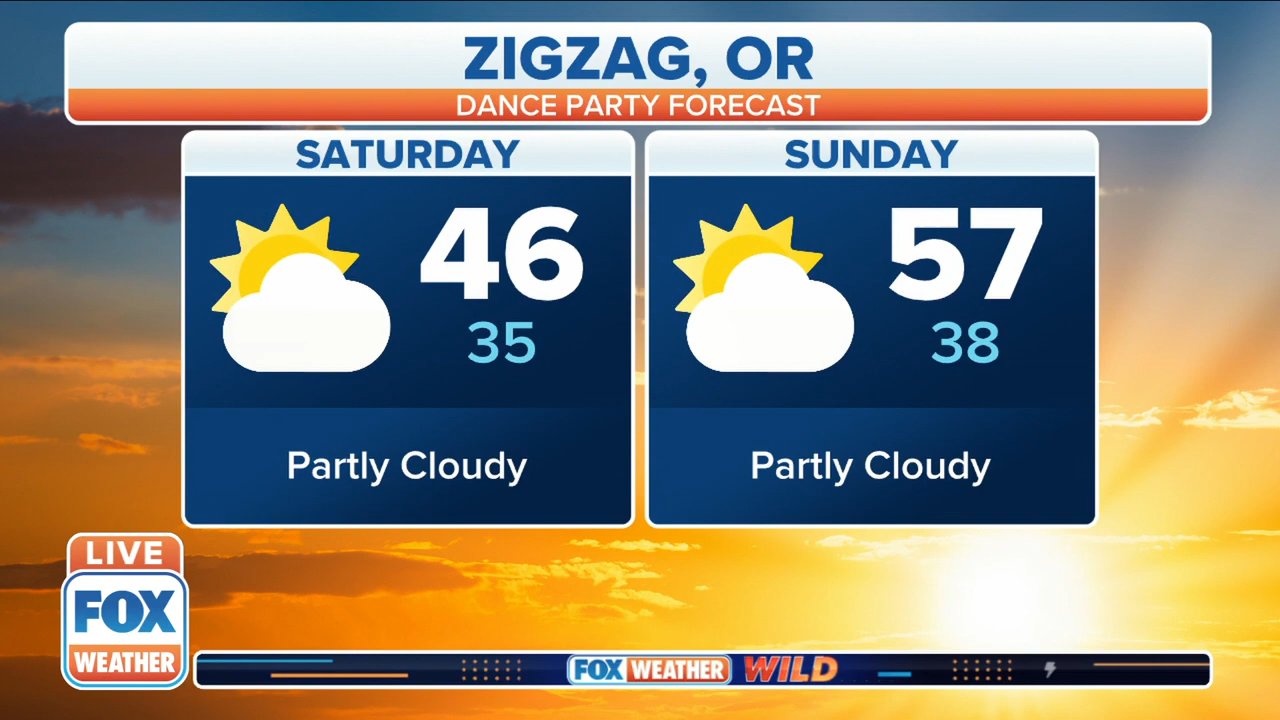 ZIGZAG, OR
DANCE PARTY FORECAST
SATURDAY
46
35
Partly Cloudy
SUNDAY
57
38
Partly Cloudy
LIVE
FOX
WEATHER
FOX WEATHER WILD